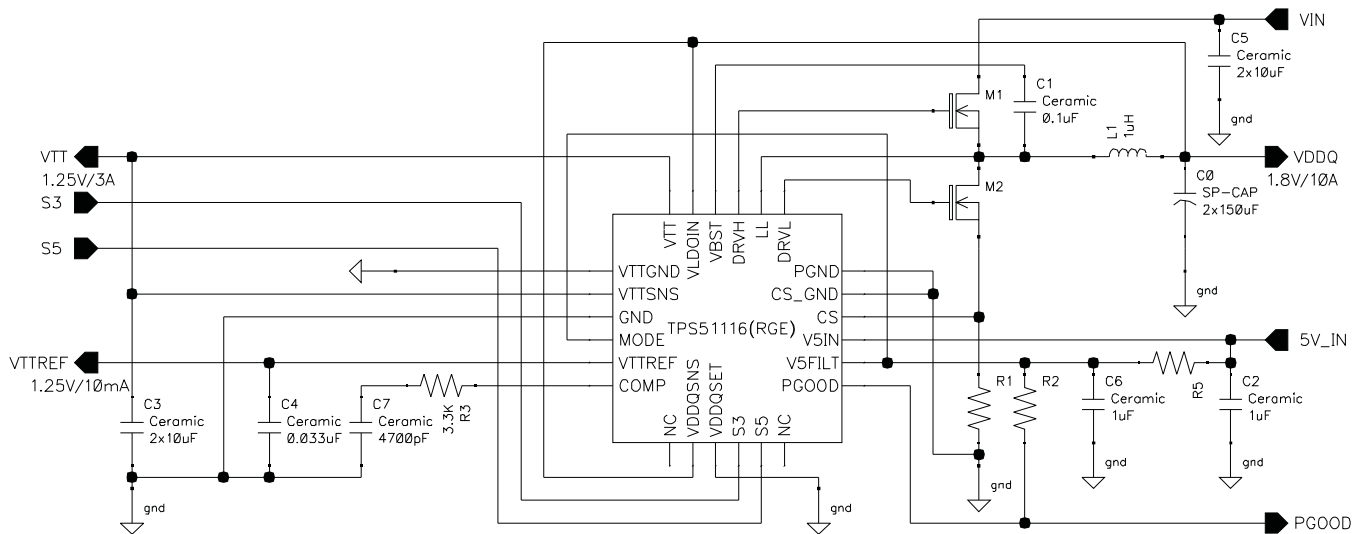 VIN
C5
Ceramic
2x10uF
gnd
M1
C1
Ceramic
0.1uF
L1
1uH
VTT
1.25V/3A
VDDQ
1.8V/10A
M2
C0
SP-CAP
2x150uF
gnd
S3
S5
VTT
VLDOIN
VBST
DRVH
LL
DRVL
VTTGND
VTTSNS
GND
MODE
VTTREF
COMP
TPS51116(RGE)
PGND
CS_GND
CS
V5IN
V5FILT
PGOOD
NC
VDDQSNS
VDDQSET
S3
S5
NC
5V_IN
VTTREF
1.25V/10mA
3.3K
R3
R1
R2
R5
C6
Ceramic
1uF
C2
Ceramic
1uF
C3
Ceramic
2x10uF
C4
Ceramic
0.033uF
C7
Ceramic
4700pF
gnd
gnd
gnd
gnd
gnd
PGOOD